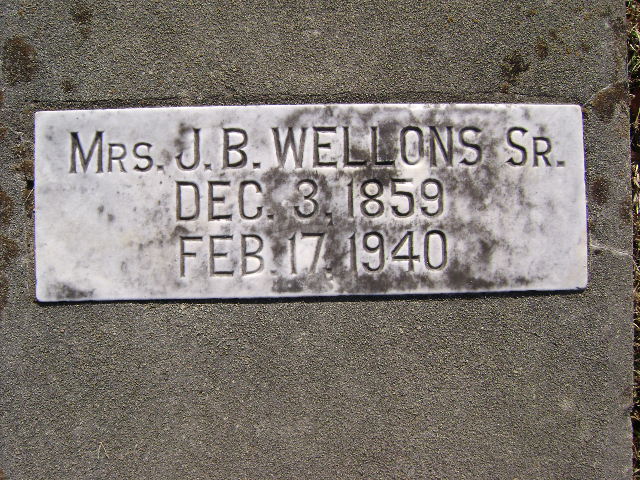 Mrs. J. B. WELLONS Sr.
DEC. 3, 1859
FEB. 17, 1940